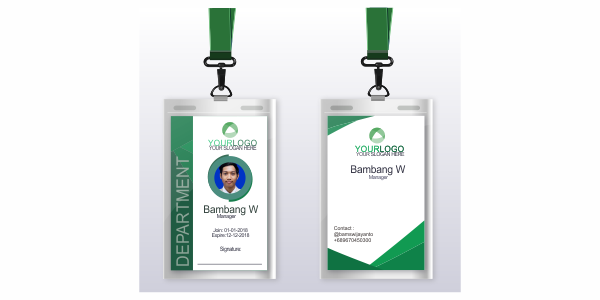 DEPARTMENT
YOURLOGO
YOUR SLOGAN HERE
Bambang W
Manager
Join: 01-01-2018
Expire:12-12-2018
Signature
YOURLOGO
YOUR SLOGAN HERE
Bambang W
Manager
Contact :
@bamswijayanto
+689670450300